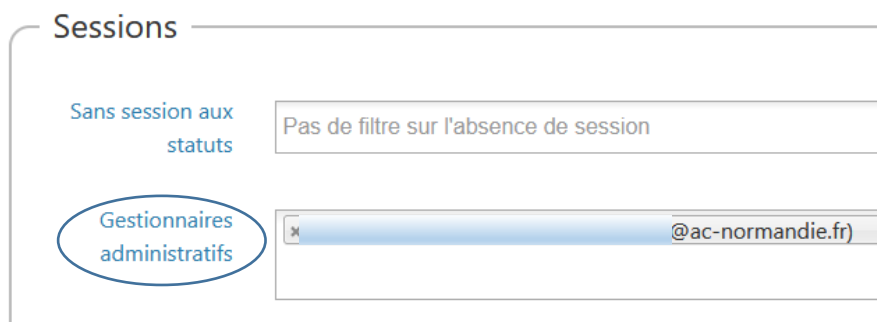 Sessions
Sans session aux
statuts
Pas de filtre sur l'absence de session
Gestionnaires
administratifs
× @ac-normandie.fr)